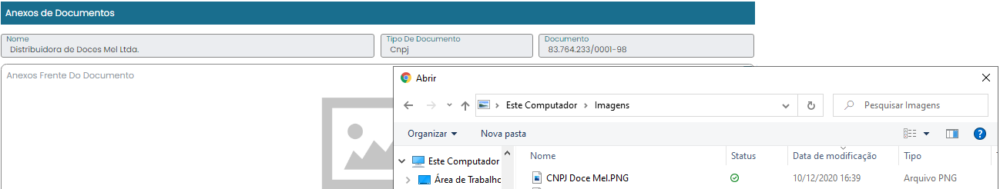 Anexos de Documentos
Nome
Tipo De Documento
Documento
Distribuidora de Doces Mel Ltda.
Cnpj
83.764.233/0001-98
Anexos Frente Do Documento
Abrir
Este Computador
Imagens
Pesquisar Imagens
Organizar
Nova pasta
Este Computador
Área de Trabalho
Nome
Status
Data de modificação
Tipo
CNPJ Doce Mel.PNG
10/12/2020 16:39
Arquivo PNG